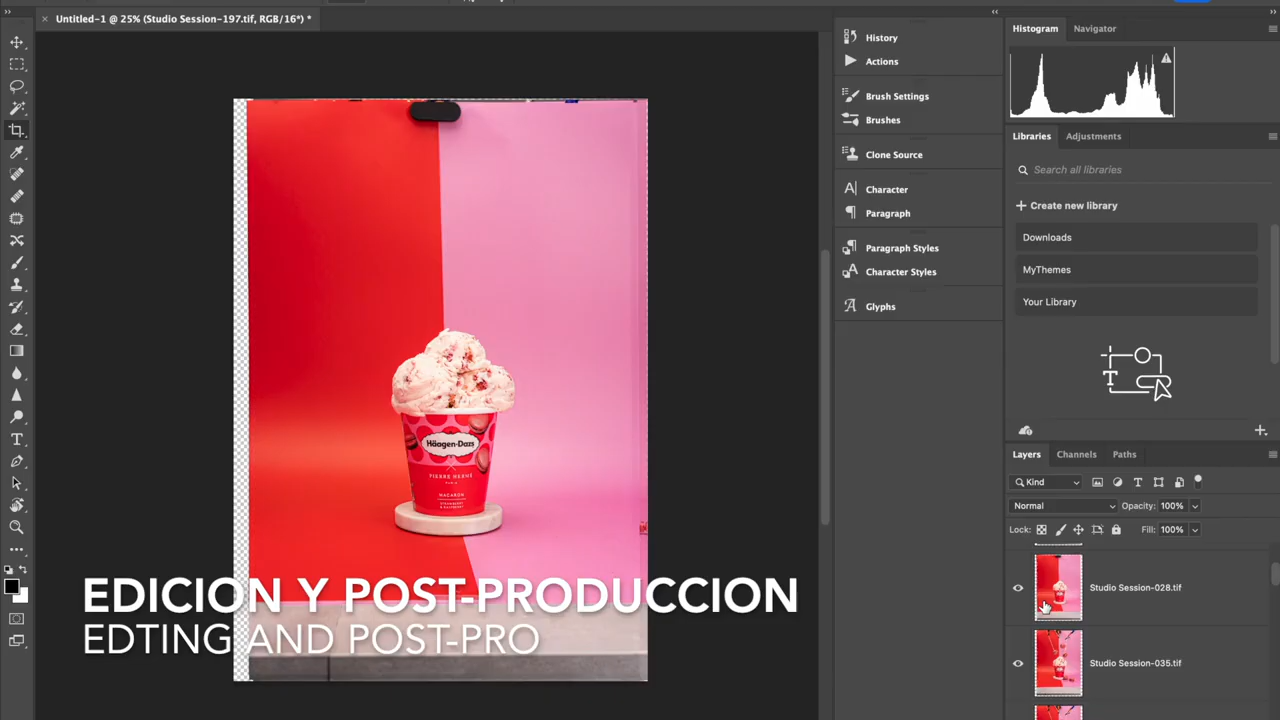 Untitled-1 @ 25% (Studio Session-197.tif, RGB/16*) *
History
Actions
Brush Settings
Brushes
Clone Source
Character
Paragraph
Paragraph Styles
Character Styles
Glyphs
Histogram
Navigator
Libraries
Adjustments
Search all libraries
Create new library
Downloads
MyThemes
Your Library
Layers
Channels
Paths
Kind
Normal
Opacity: 100%
Lock:
Fill: 100%
Studio Session-028.tif
Studio Session-035.tif
Häagen-Dazs
PIERRE HERMÉ
PARIS
MACARON
STRAWBERRY
& RASPBERRY
EDICION Y POST-PRODUCCION
EDTING AND POST-PRO